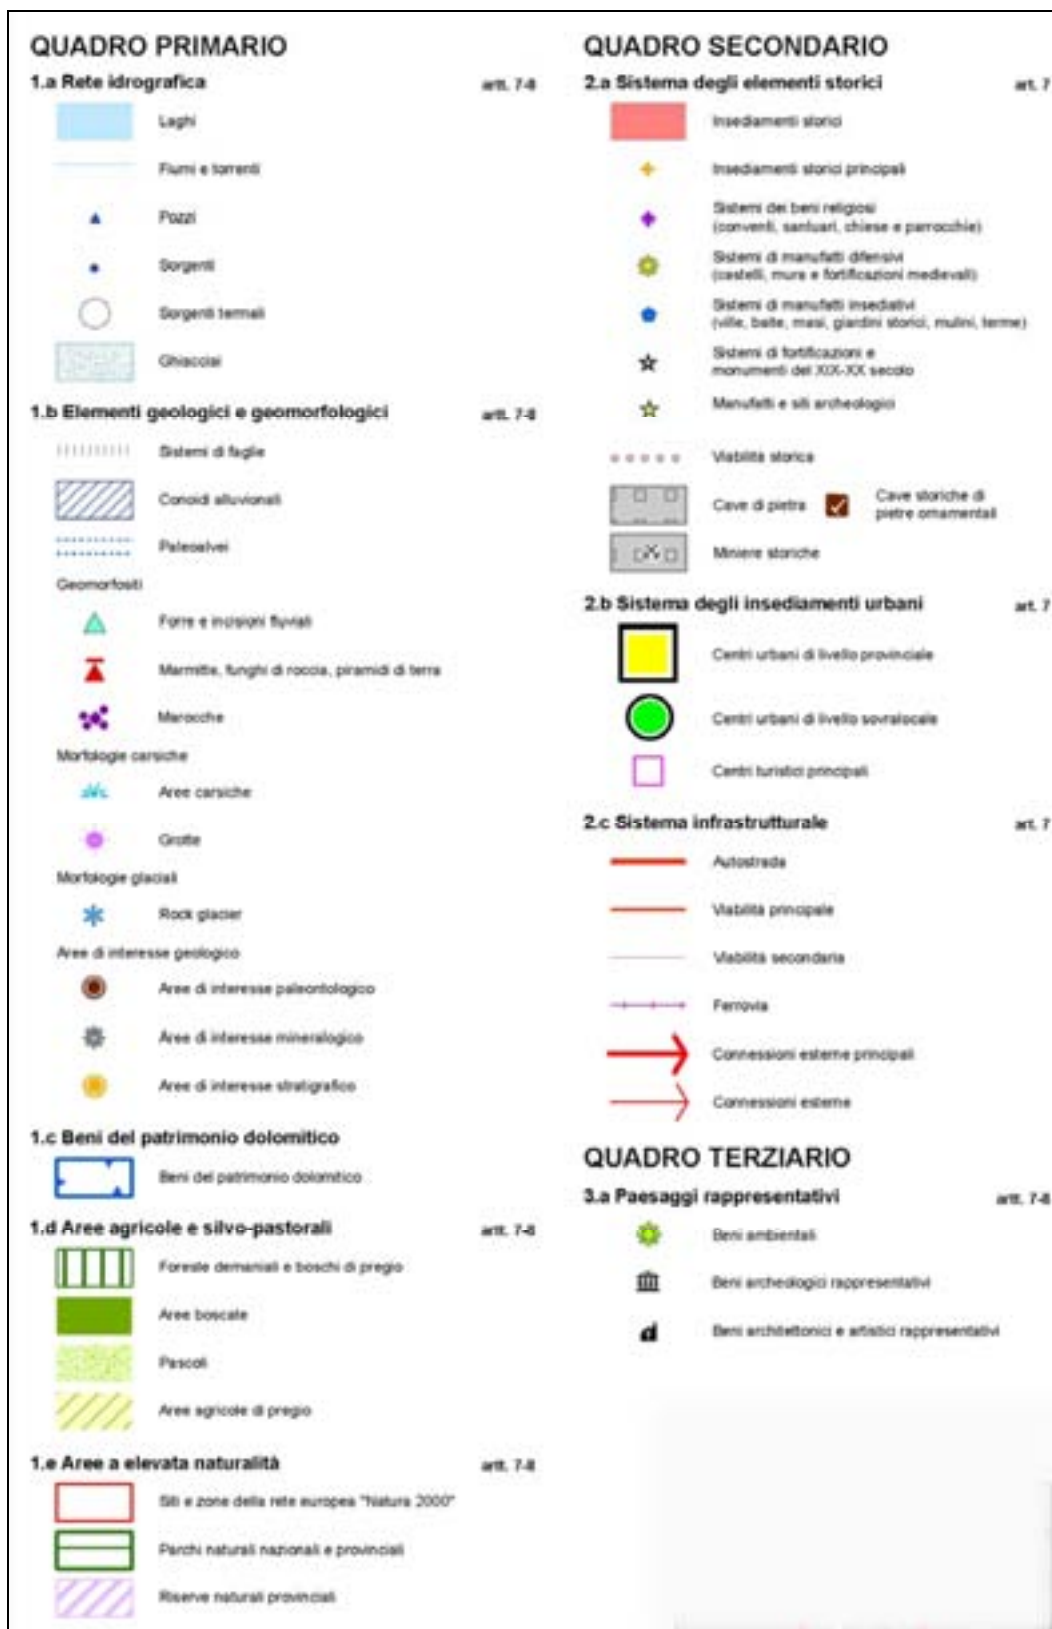 QUADRO PRIMARIO
1.a Rete idrografica artt. 7-8
Laghi
Fiumi e torrenti
Pozzi
Sorgenti
Sorgenti termali
Ghiacciai
1.b Elementi geologici e geomorfologici artt. 7-8
Sistemi di faglie
Conoidi alluvionali
Paleoalvei
Geomorfositi
Forre e incisioni fluviali
Marmitte, funghi di roccia, piramidi di terra
Marocche
Morfologie carsiche
Aree carsiche
Grotte
Morfologie glaciali
Rock glacier
Aree di interesse geologico
Aree di interesse paleontologico
Aree di interesse mineralogico
Aree di interesse stratigrafico
1.c Beni del patrimonio dolomitico
Beni del patrimonio dolomitico
1.d Aree agricole e silvo-pastorali artt. 7-8
Foreste demaniali e boschi di pregio
Aree boscate
Pascoli
Aree agricole di pregio
1.e Aree a elevata naturalità artt. 7-8
Siti e zone della rete europea "Natura 2000"
Parchi naturali nazionali e provinciali
Riserve naturali provinciali
QUADRO SECONDARIO
2.a Sistema degli elementi storici art. 7
Insediamenti storici
Insediamenti storici principali
Sistemi dei beni religiosi
(conventi, santuari, chiese e parrocchie)
Sistemi di manufatti difensivi
(castelli, mura e fortificazioni medievali)
Sistemi di manufatti insediativi
(ville, baite, masi, giardini storici, mulini, terme)
Sistemi di fortificazioni e
monumenti del XIX-XX secolo
Manufatti e siti archeologici
Viabilità storica
Cave di pietra
Cave storiche di
pietre ornamentali
Miniere storiche
2.b Sistema degli insediamenti urbani art. 7
Centri urbani di livello provinciale
Centri urbani di livello sovralocale
Centri turistici principali
2.c Sistema infrastrutturale art. 7
Autostrada
Viabilità principale
Viabilità secondaria
Ferrovia
Connessioni esterne principali
Connessioni esterne
QUADRO TERZIARIO
3.a Paesaggi rappresentativi artt. 7-8
Beni ambientali
Beni archeologici rappresentativi
Beni architettonici e artistici rappresentativi